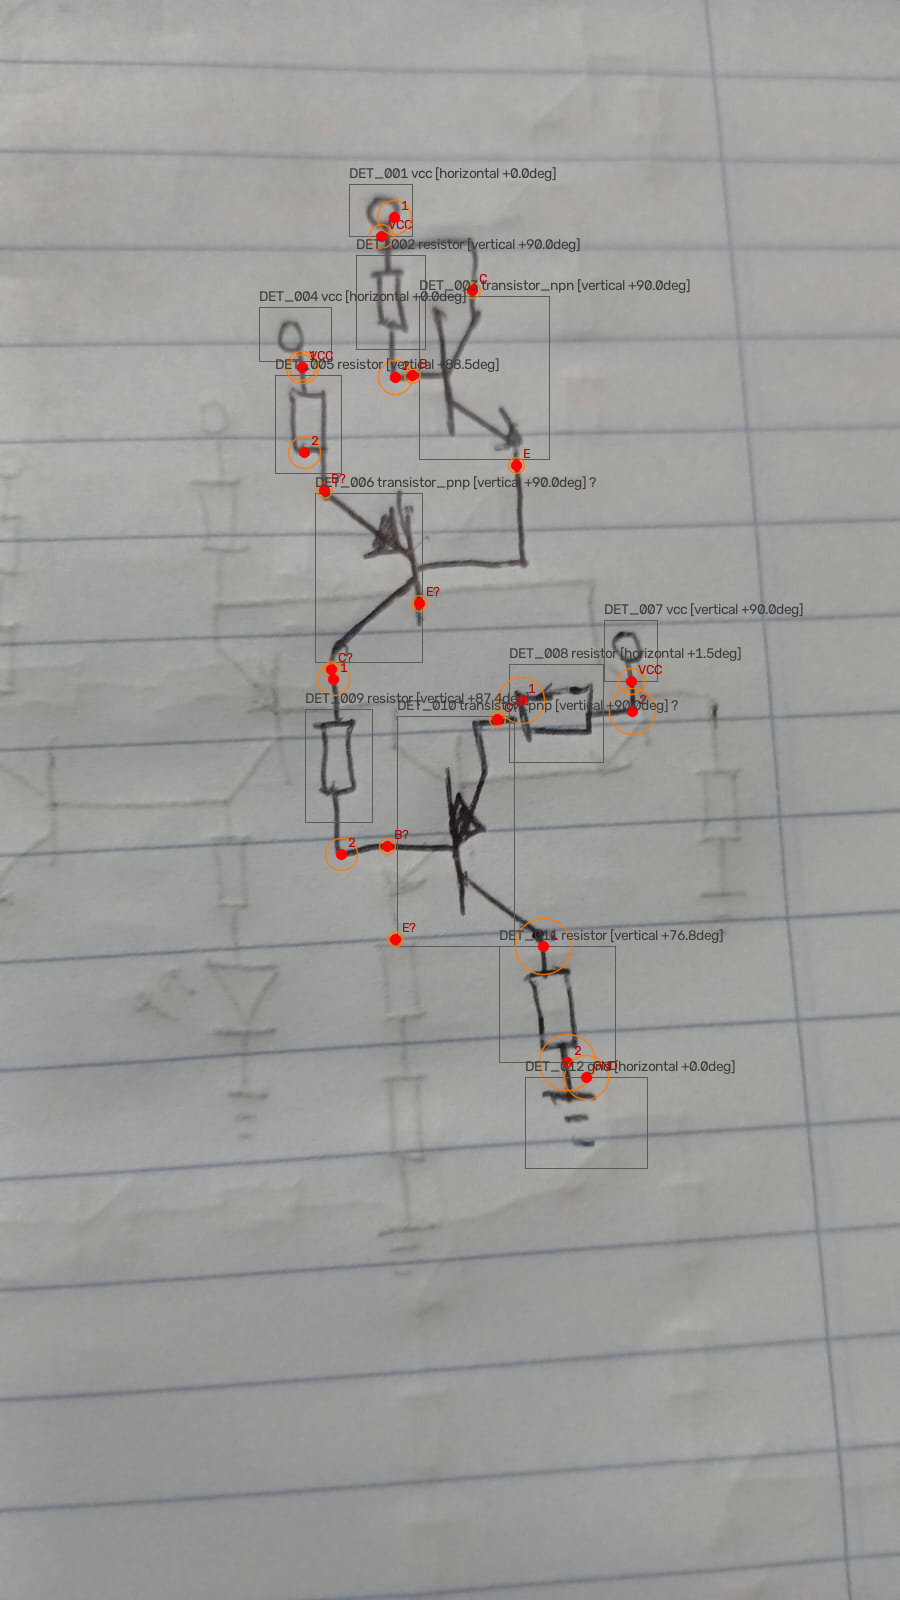 DET_001 vcc [horizontal +0.0deg]
1
VCC
DET_002 resistor [vertical +90.0deg]
C
DET_003 transistor_npn [vertical +90.0deg]
DET_004 vcc [horizontal +0.0deg]
VCC
DET_005 resistor [vertical +88.5deg]
2
E
B?
DET_006 transistor_pnp [vertical +90.0deg] ?
E?
DET_007 vcc [vertical +90.0deg]
DET_008 resistor [horizontal +1.5deg]
C?
1
VCC
1
DET_009 resistor [vertical +87.4deg]
DET_010 transistor_pnp [vertical +90.0deg] ?
2
B?
E?
DET_011 resistor [vertical +76.8deg]
2
DET_012 gnd [horizontal +0.0deg]